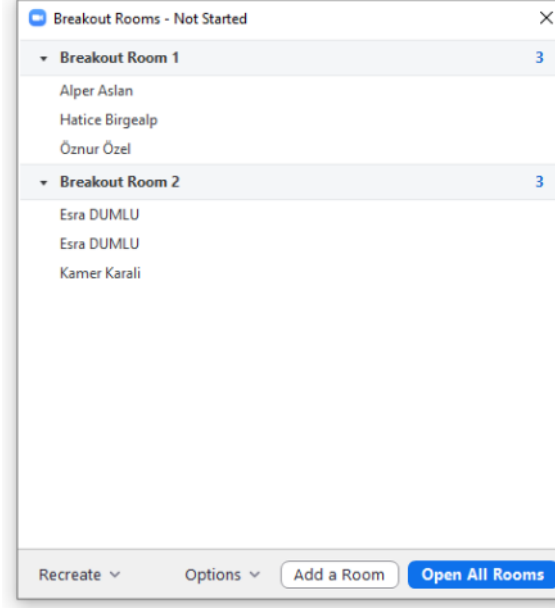 Breakout Rooms - Not Started
Breakout Room 1 3
Alper Aslan
Hatice Birgealp
Öznur Özel
Breakout Room 2 3
Esra DUMLU
Esra DUMLU
Kamer Karali
Recreate Options Add a Room Open All Rooms